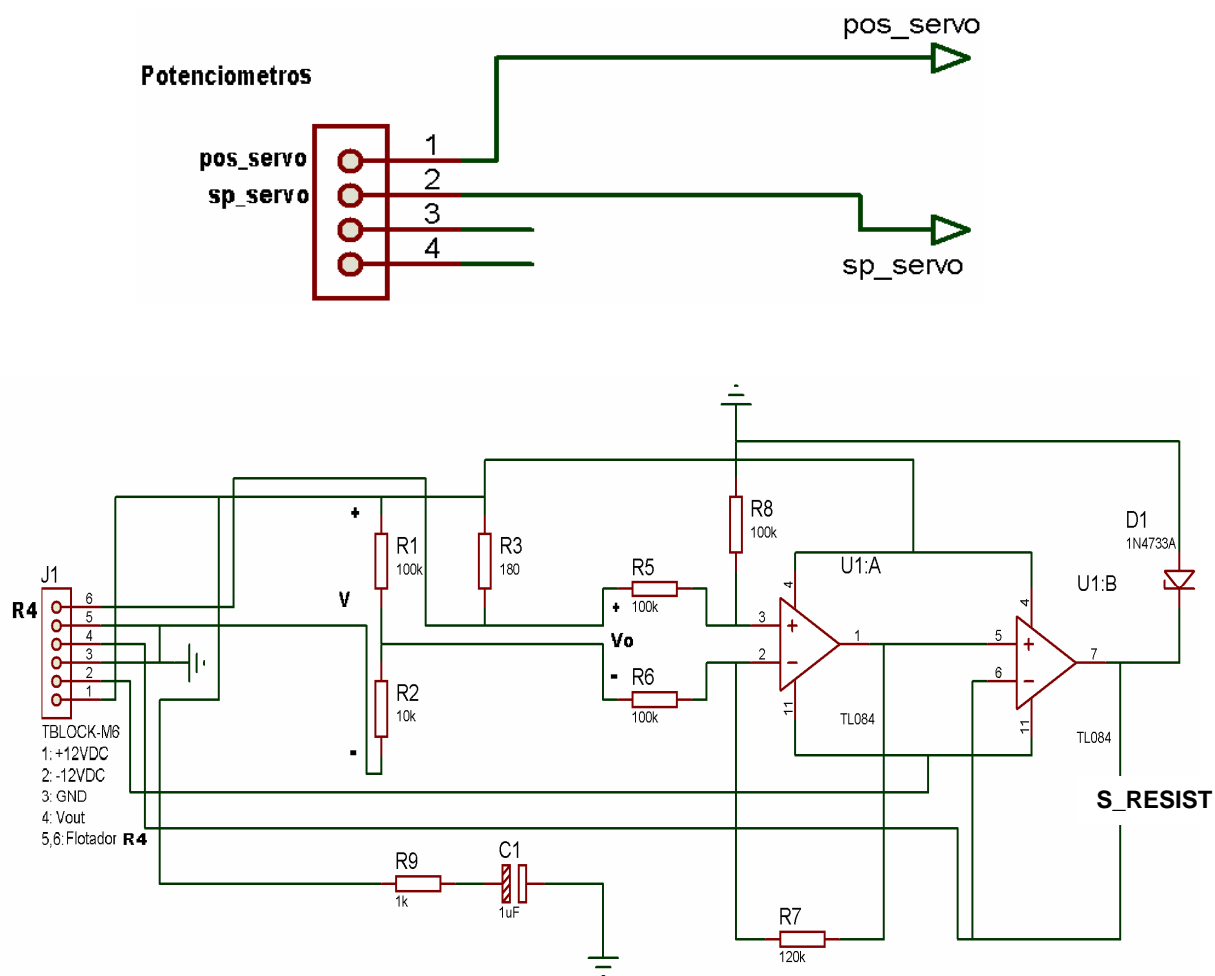 pos_servo
Potenciometros
pos_servo
sp_servo
1
2
3
4
sp_servo
J1
R4
6
5
4
3
2
1
TBLOCK-M6
1: +12VDC
2: -12VDC
3: GND
4: Vout
5,6: Flotador R4
+
V
-
R1
100k
R2
10k
R3
180
R5
100k
+
Vo
-
R6
100k
R8
100k
U1:A
4
3
2
1
11
TL084
U1:B
4
5
6
7
11
TL084
D1
1N4733A
S_RESIST
R9
1k
C1
1uF
R7
120k